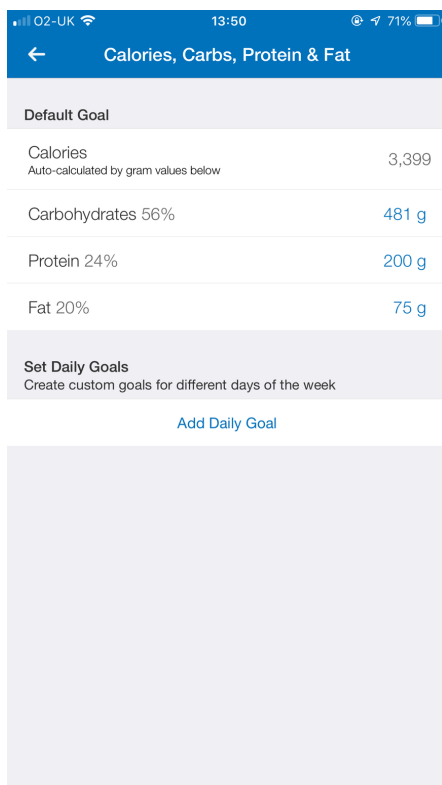 O2-UK 13:50 71%
Calories, Carbs, Protein & Fat
Default Goal
Calories 3,399
Auto-calculated by gram values below
Carbohydrates 56% 481 g
Protein 24% 200 g
Fat 20% 75 g
Set Daily Goals
Create custom goals for different days of the week
Add Daily Goal